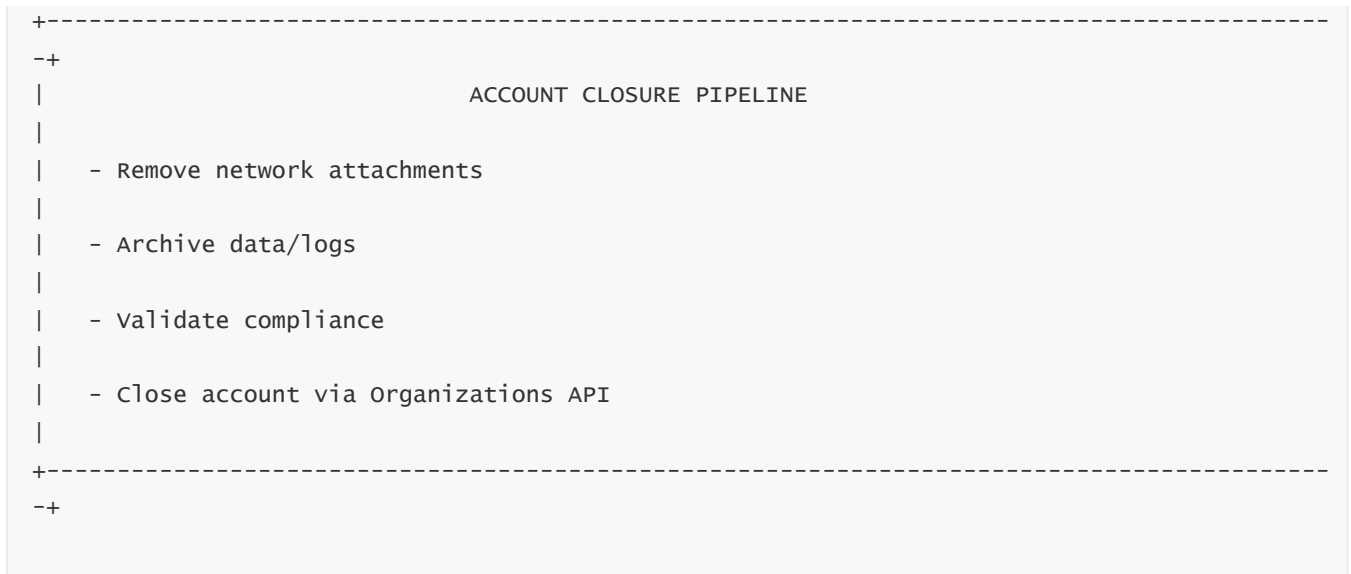 +-------------------------------------------------------------------------------------------
-+
|                              ACCOUNT CLOSURE PIPELINE
|
|   - Remove network attachments
|
|   - Archive data/logs
|
|   - Validate compliance
|
|   - Close account via Organizations API
|
+-------------------------------------------------------------------------------------------
-+